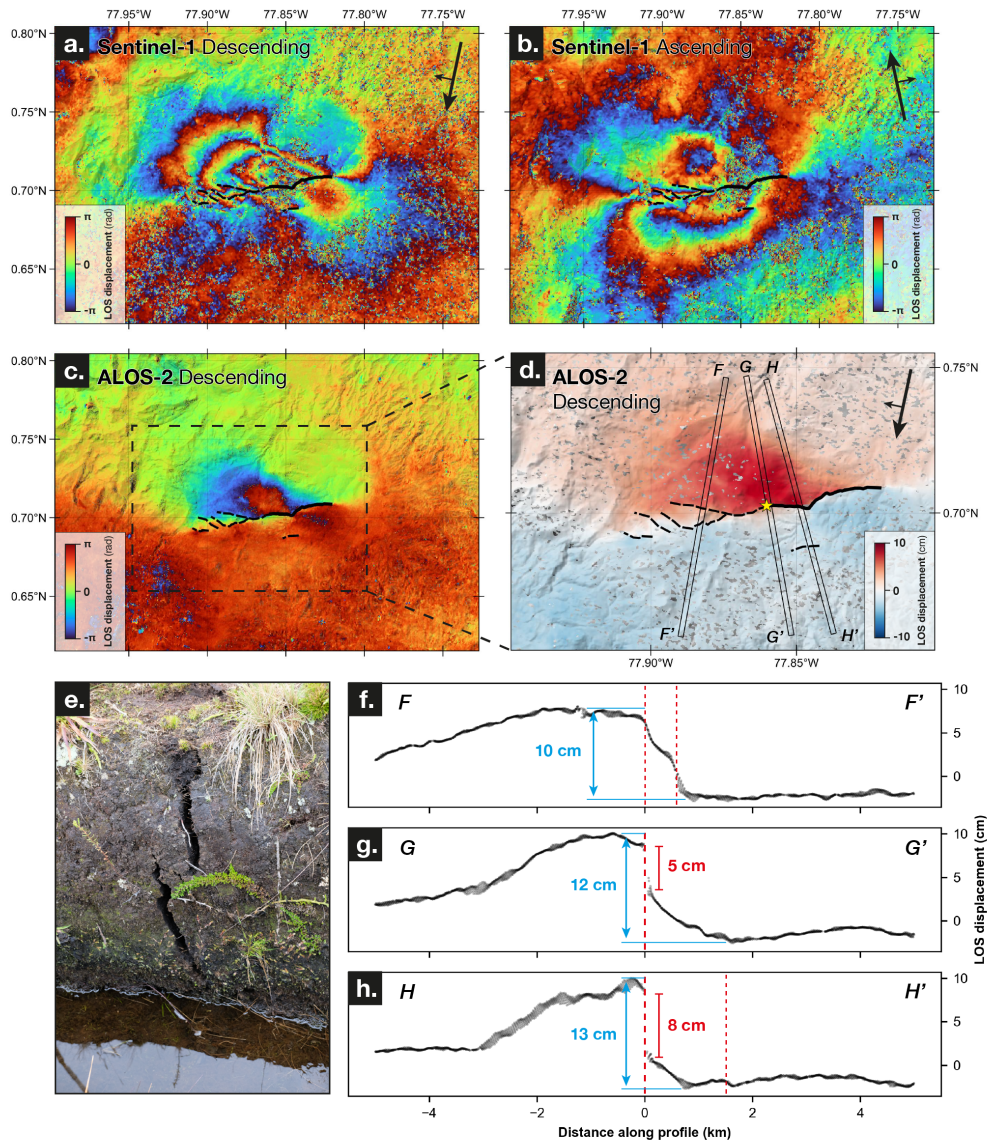 77.95°W 77.90°W 77.85°W 77.80°W 77.75°W
77.95°W 77.90°W 77.85°W 77.80°W 77.75°W
0.80°N
0.75°N
0.70°N
0.65°N
a. Sentinel-1 Descending
π
0
-π
LOS displacement (rad)
b. Sentinel-1 Ascending
π
0
-π
LOS displacement (rad)
0.80°N
0.75°N
0.70°N
0.65°N
c. ALOS-2 Descending
π
0
-π
LOS displacement (rad)
d. ALOS-2
Descending
F G H
F' G' H'
0.75°N
0.70°N
10
0
-10
LOS displacement (cm)
77.90°W 77.85°W
e.
f. F F'
10 cm
10
5
0
g. G G'
12 cm
5 cm
10
5
0
h. H H'
13 cm
8 cm
10
5
0
LOS displacement (cm)
−4 −2 0 2 4
Distance along profile (km)